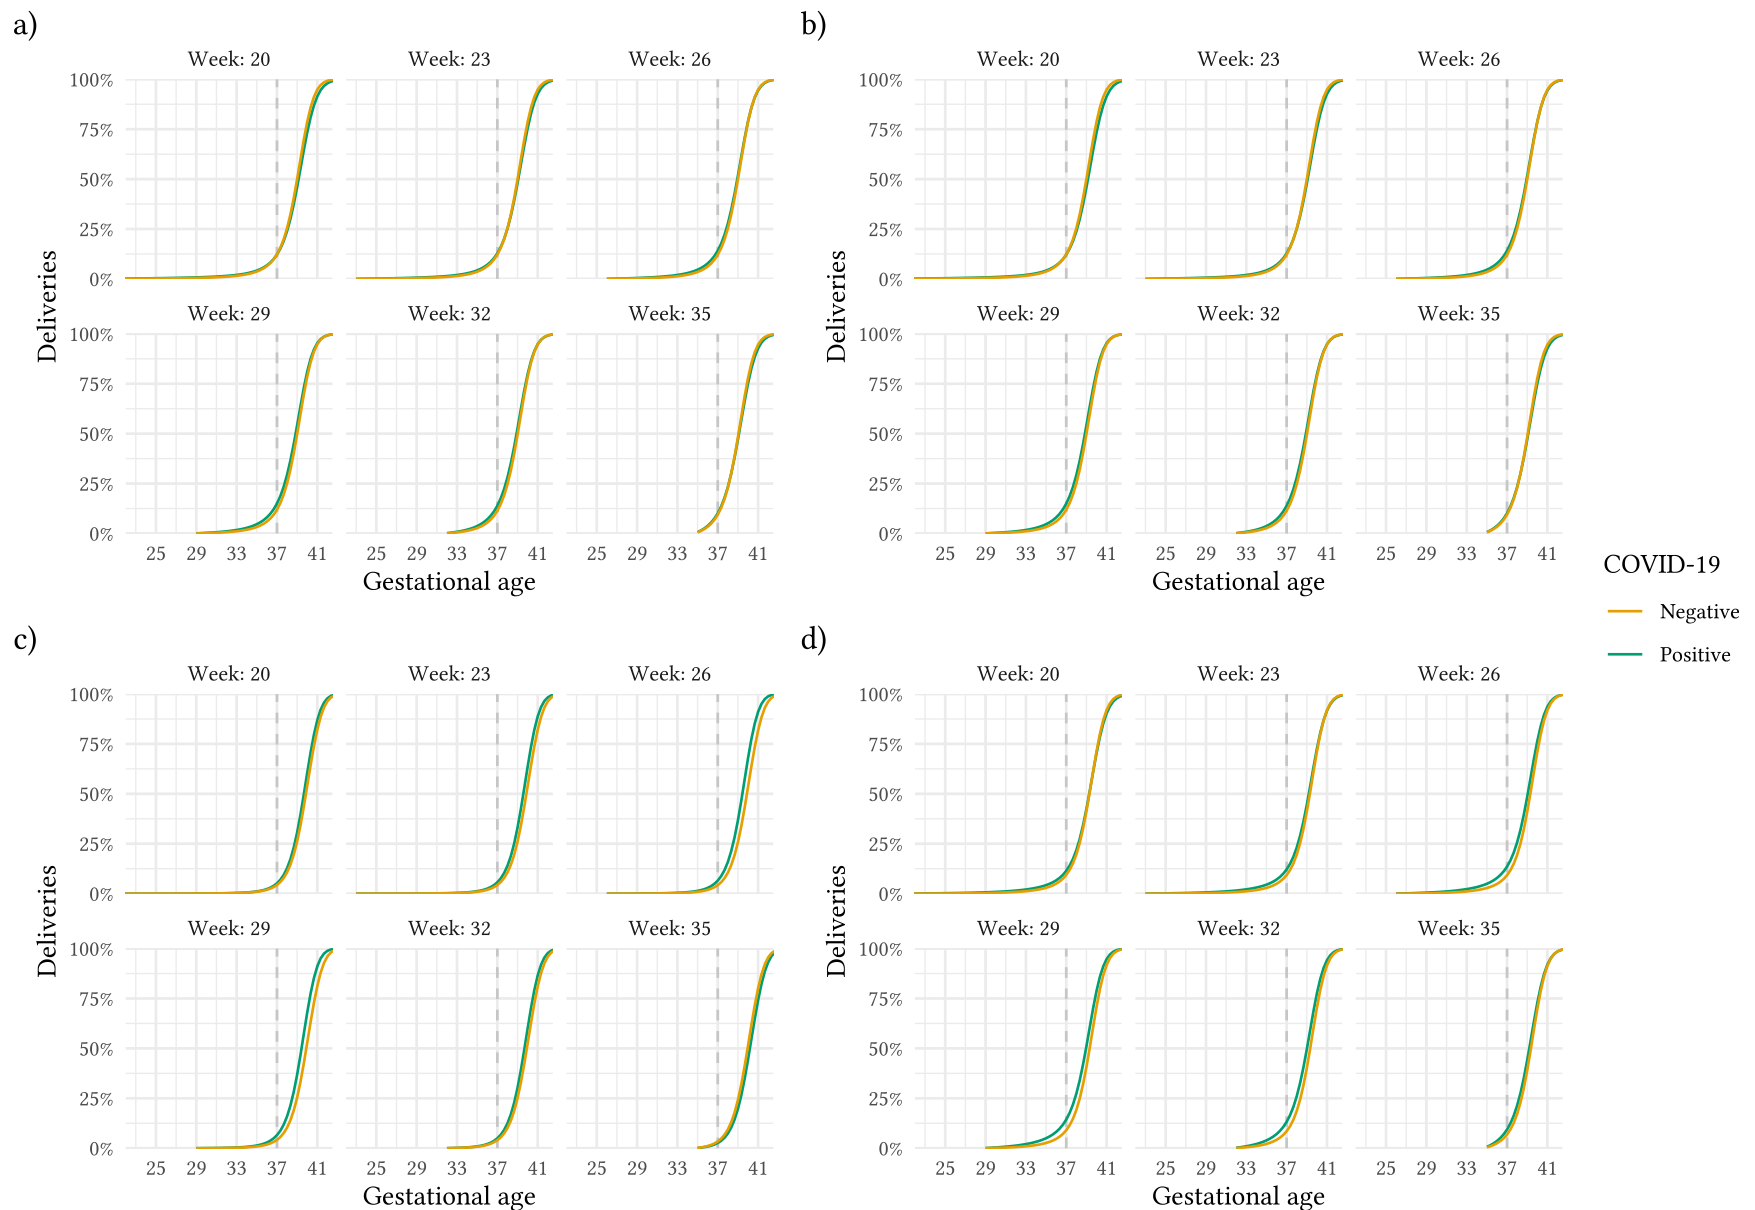 a)
Week: 20 Week: 23 Week: 26
100%
75%
50%
25%
0%
Week: 29 Week: 32 Week: 35
100%
75%
50%
25%
0%
25 29 33 37 41 25 29 33 37 41 25 29 33 37 41
Deliveries
Gestational age
b)
Week: 20 Week: 23 Week: 26
100%
75%
50%
25%
0%
Week: 29 Week: 32 Week: 35
100%
75%
50%
25%
0%
25 29 33 37 41 25 29 33 37 41 25 29 33 37 41
Deliveries
Gestational age
c)
Week: 20 Week: 23 Week: 26
100%
75%
50%
25%
0%
Week: 29 Week: 32 Week: 35
100%
75%
50%
25%
0%
25 29 33 37 41 25 29 33 37 41 25 29 33 37 41
Deliveries
Gestational age
d)
Week: 20 Week: 23 Week: 26
100%
75%
50%
25%
0%
Week: 29 Week: 32 Week: 35
100%
75%
50%
25%
0%
25 29 33 37 41 25 29 33 37 41 25 29 33 37 41
Deliveries
Gestational age
COVID-19
Negative
Positive